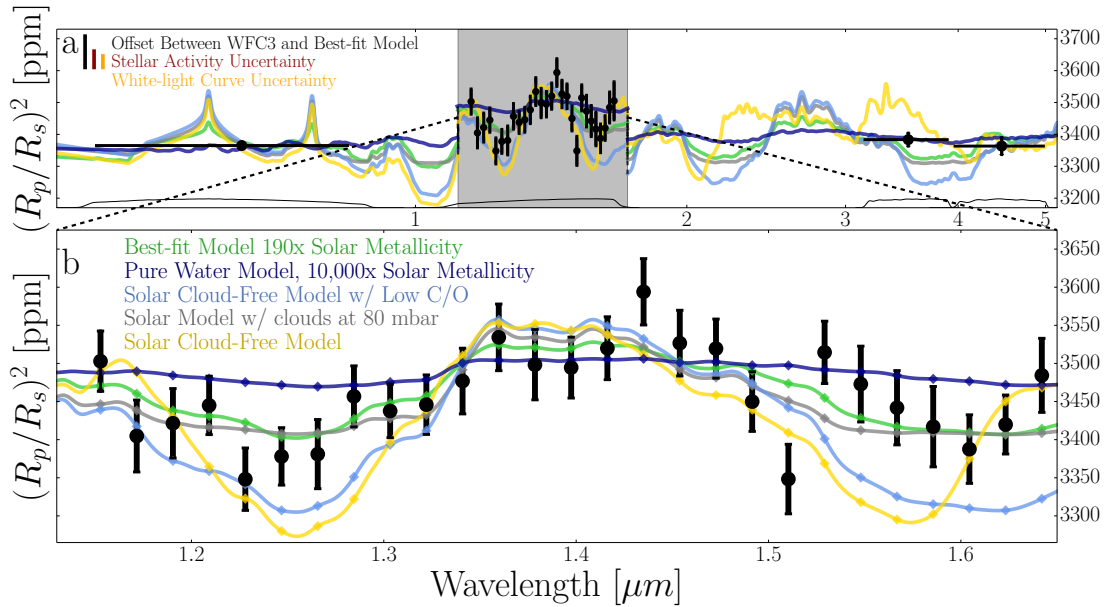 a
Offset Between WFC3 and Best-fit Model
Stellar Activity Uncertainty
White-light Curve Uncertainty
(R_p/R_s)^2 [ppm]
3700
3600
3500
3400
3300
3200
1
2
3
4
5
b
Best-fit Model 190x Solar Metallicity
Pure Water Model, 10,000x Solar Metallicity
Solar Cloud-Free Model w/ Low C/O
Solar Model w/ clouds at 80 mbar
Solar Cloud-Free Model
(R_p/R_s)^2 [ppm]
3650
3600
3550
3500
3450
3400
3350
3300
1.2
1.3
1.4
1.5
1.6
Wavelength [μm]